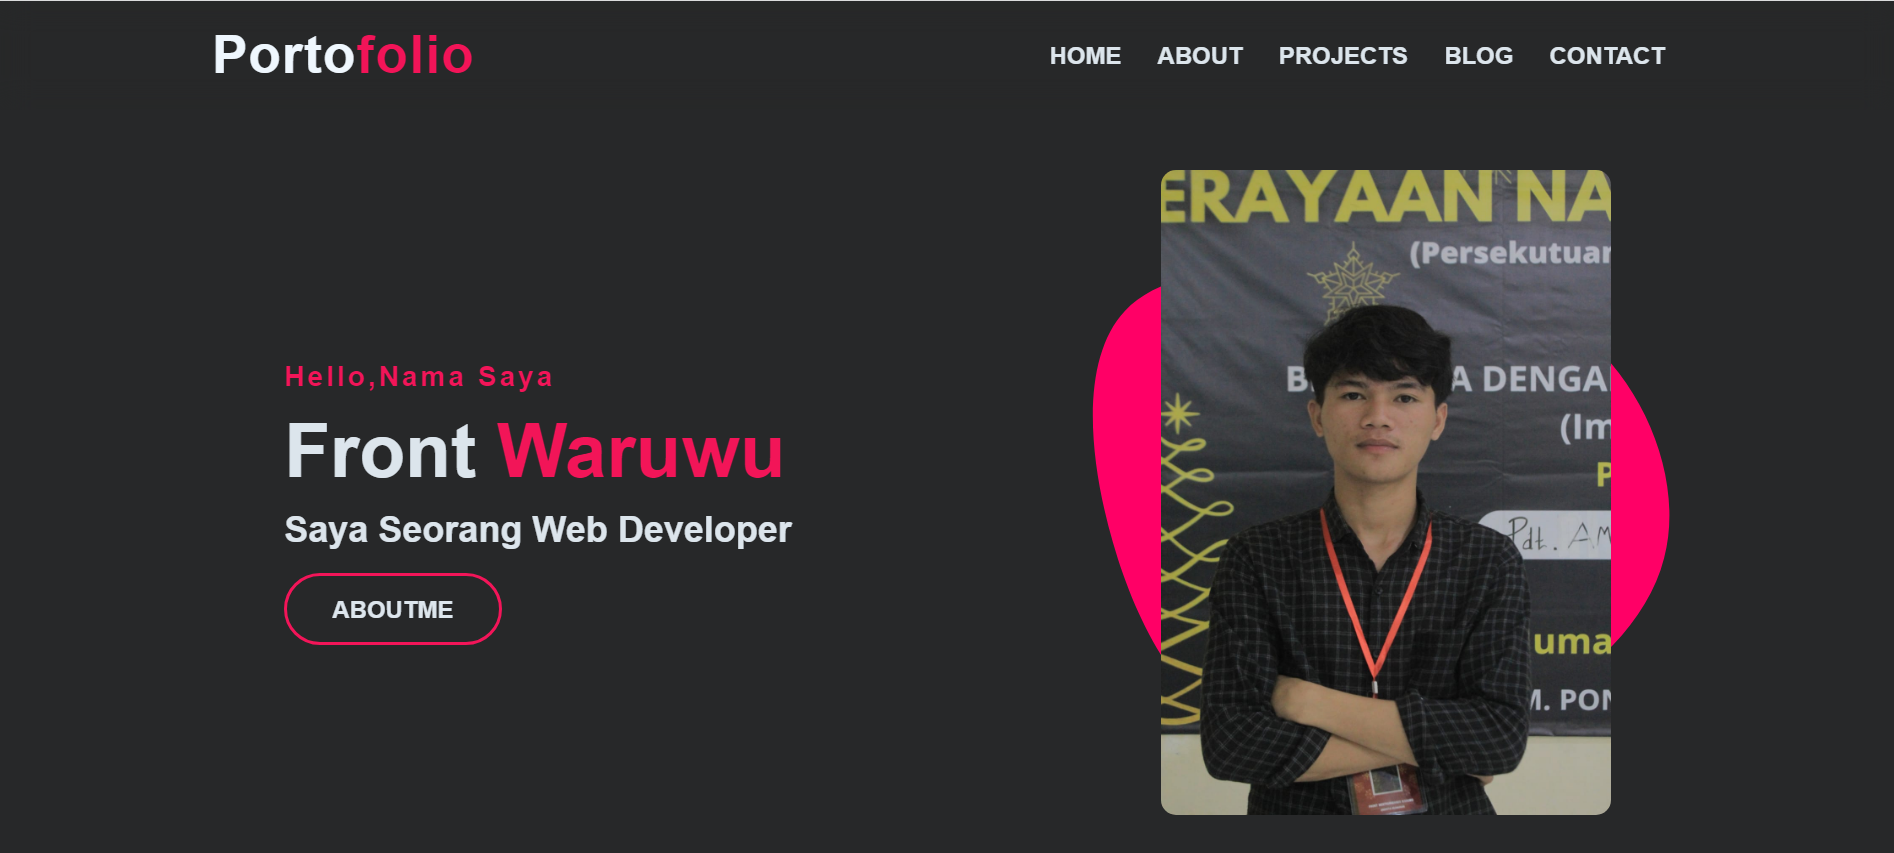 Portofolio
HOME ABOUT PROJECTS BLOG CONTACT
Hello,Nama Saya
Front Waruwu
Saya Seorang Web Developer
ABOUTME
ERAYAAN NA
(Persekutuan
DENGA
(Im
P
Pdt. AM
uma
M. PON